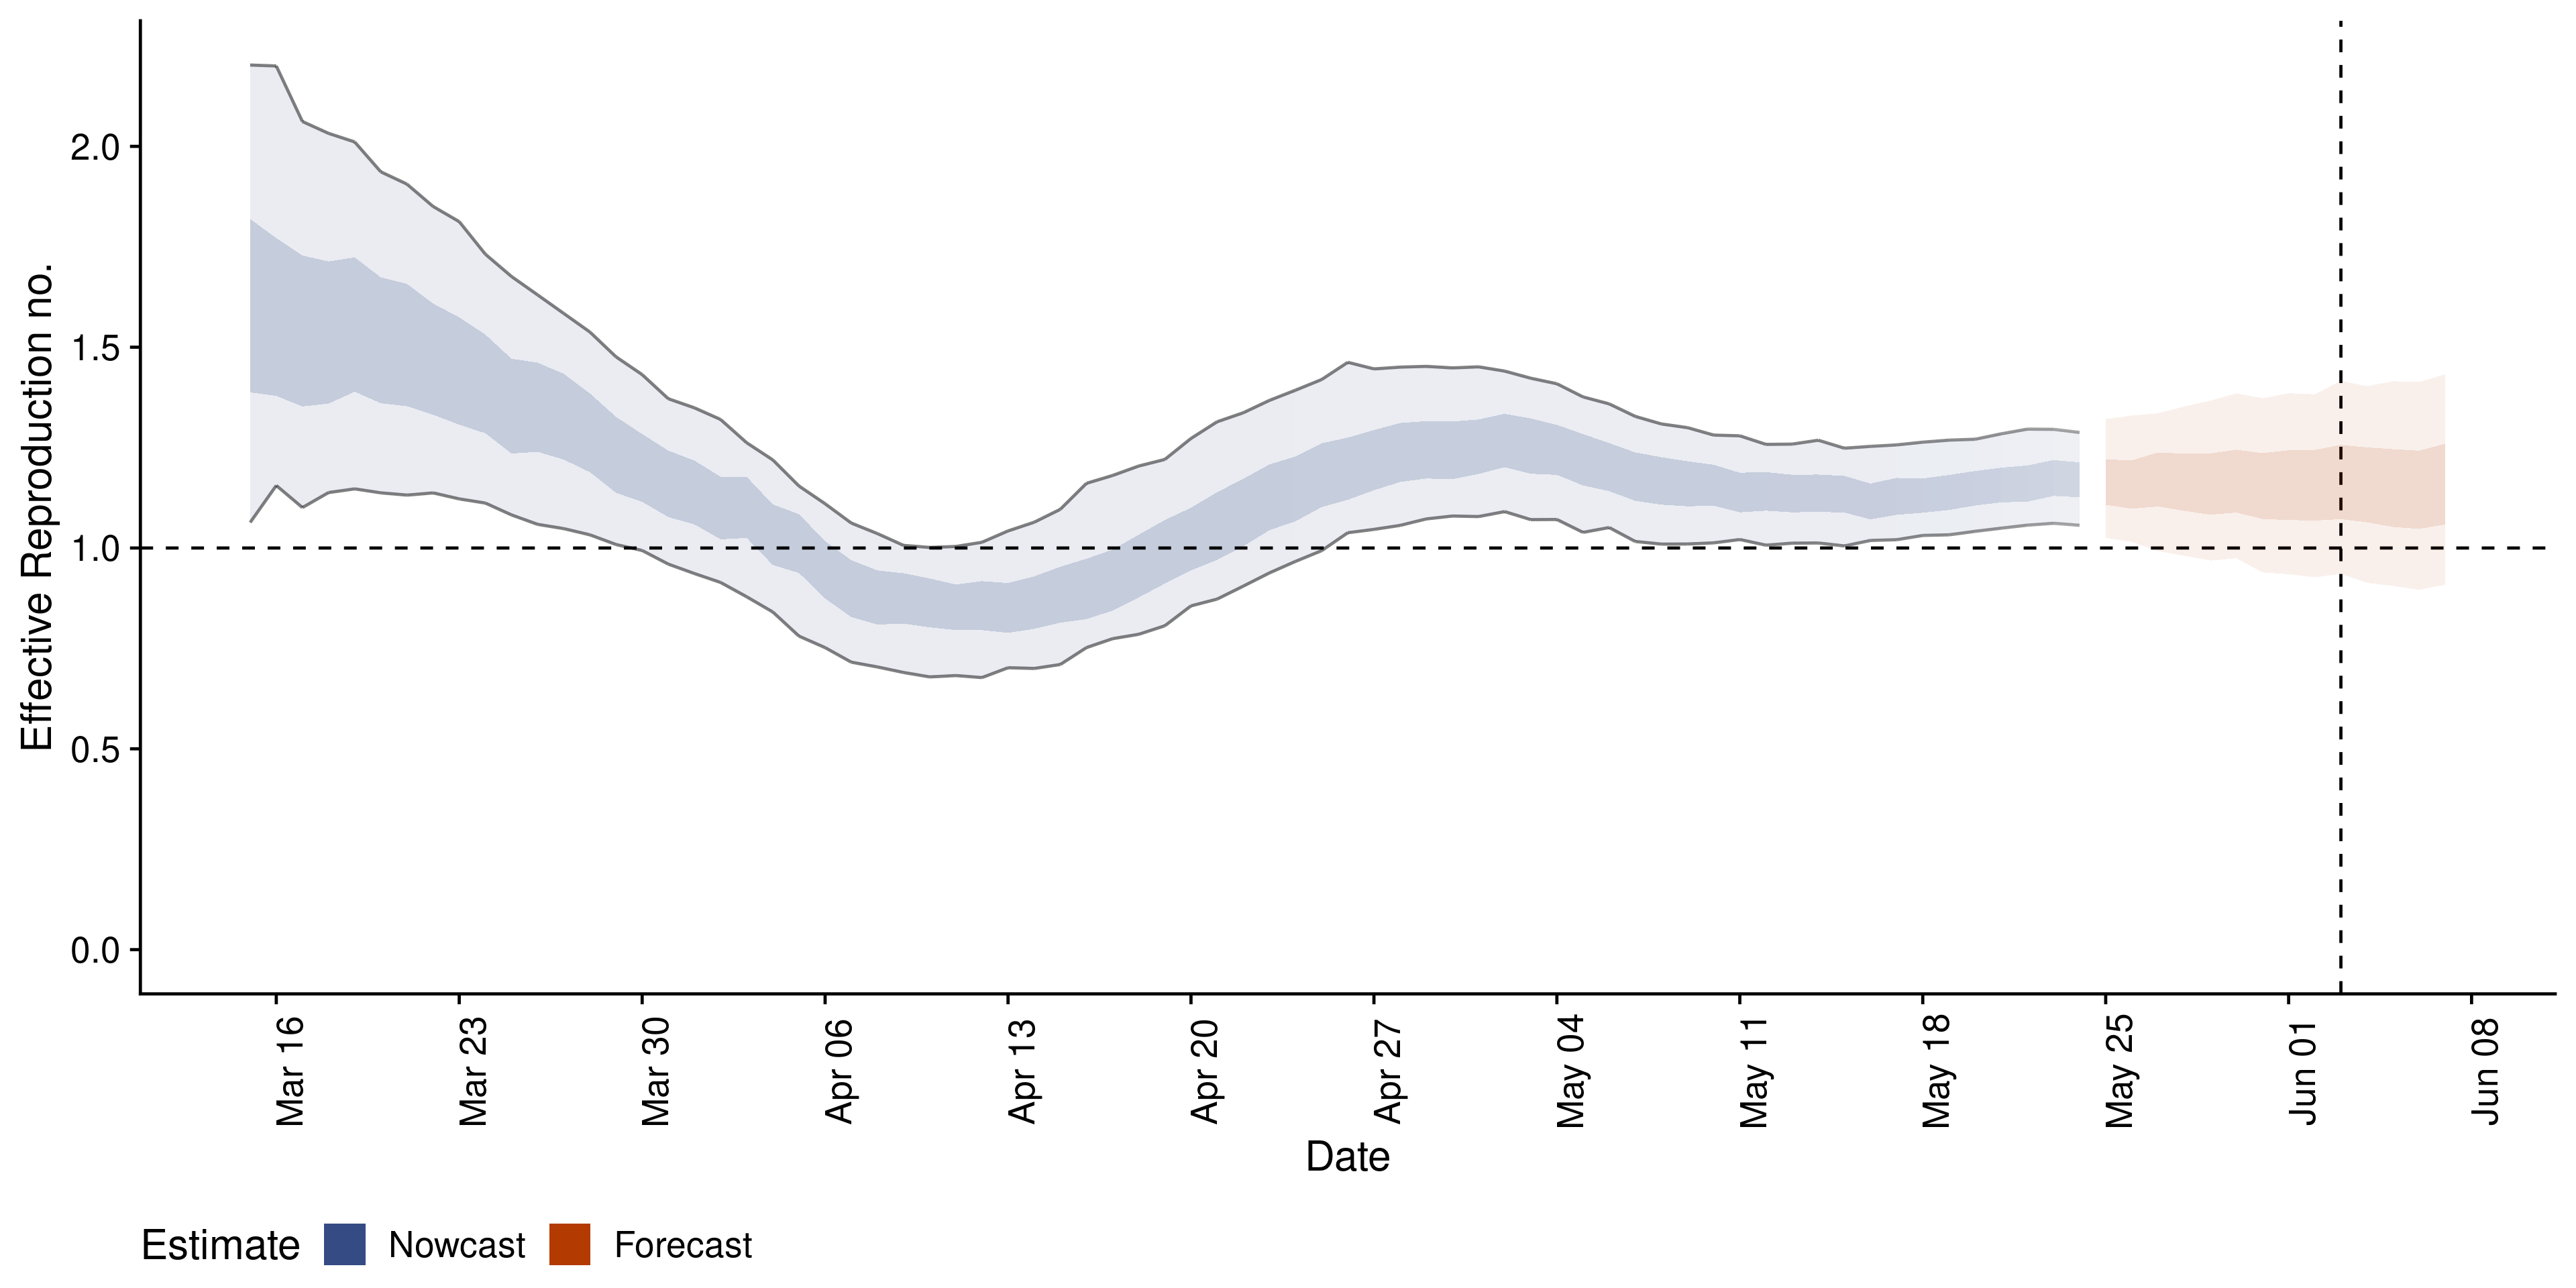 Effective Reproduction no.
2.0
1.5
1.0
0.5
0.0
Mar 16
Mar 23
Mar 30
Apr 06
Apr 13
Apr 20
Apr 27
May 04
May 11
May 18
May 25
Jun 01
Jun 08
Date
Estimate Nowcast Forecast